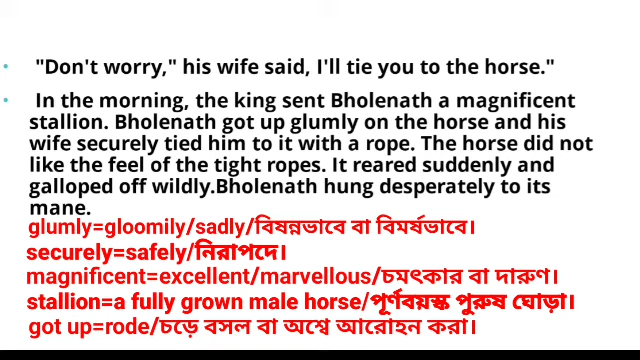 • "Don't worry," his wife said, I'll tie you to the horse."
• In the morning, the king sent Bholenath a magnificent
stallion. Bholenath got up glumly on the horse and his
wife securely tied him to it with a rope. The horse did not
like the feel of the tight ropes. It reared suddenly and
galloped off wildly.Bholenath hung desperately to its
mane.
glumly=gloomily/sadly/বিষন্নভাবে বা বিমর্ষভাবে।
securely=safely/নিরাপদে।
magnificent=excellent/marvellous/চমৎকার বা দারুণ।
stallion=a fully grown male horse/পূর্ণবয়স্ক পুরুষ ঘোড়া।
got up=rode/চড়ে বসল বা অশ্বে আরোহন করা।